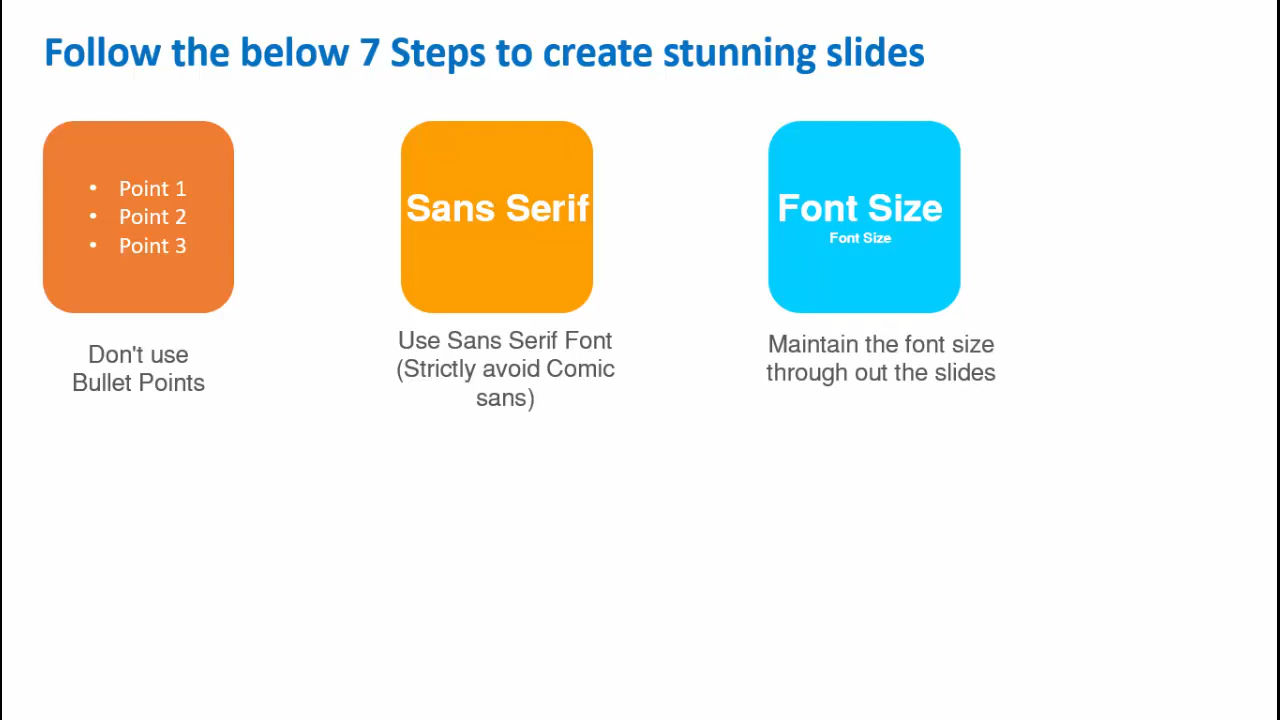 Follow the below 7 Steps to create stunning slides
• Point 1
• Point 2
• Point 3
Don't use
Bullet Points
Sans Serif
Use Sans Serif Font
(Strictly avoid Comic
sans)
Font Size
Font Size
Maintain the font size
through out the slides